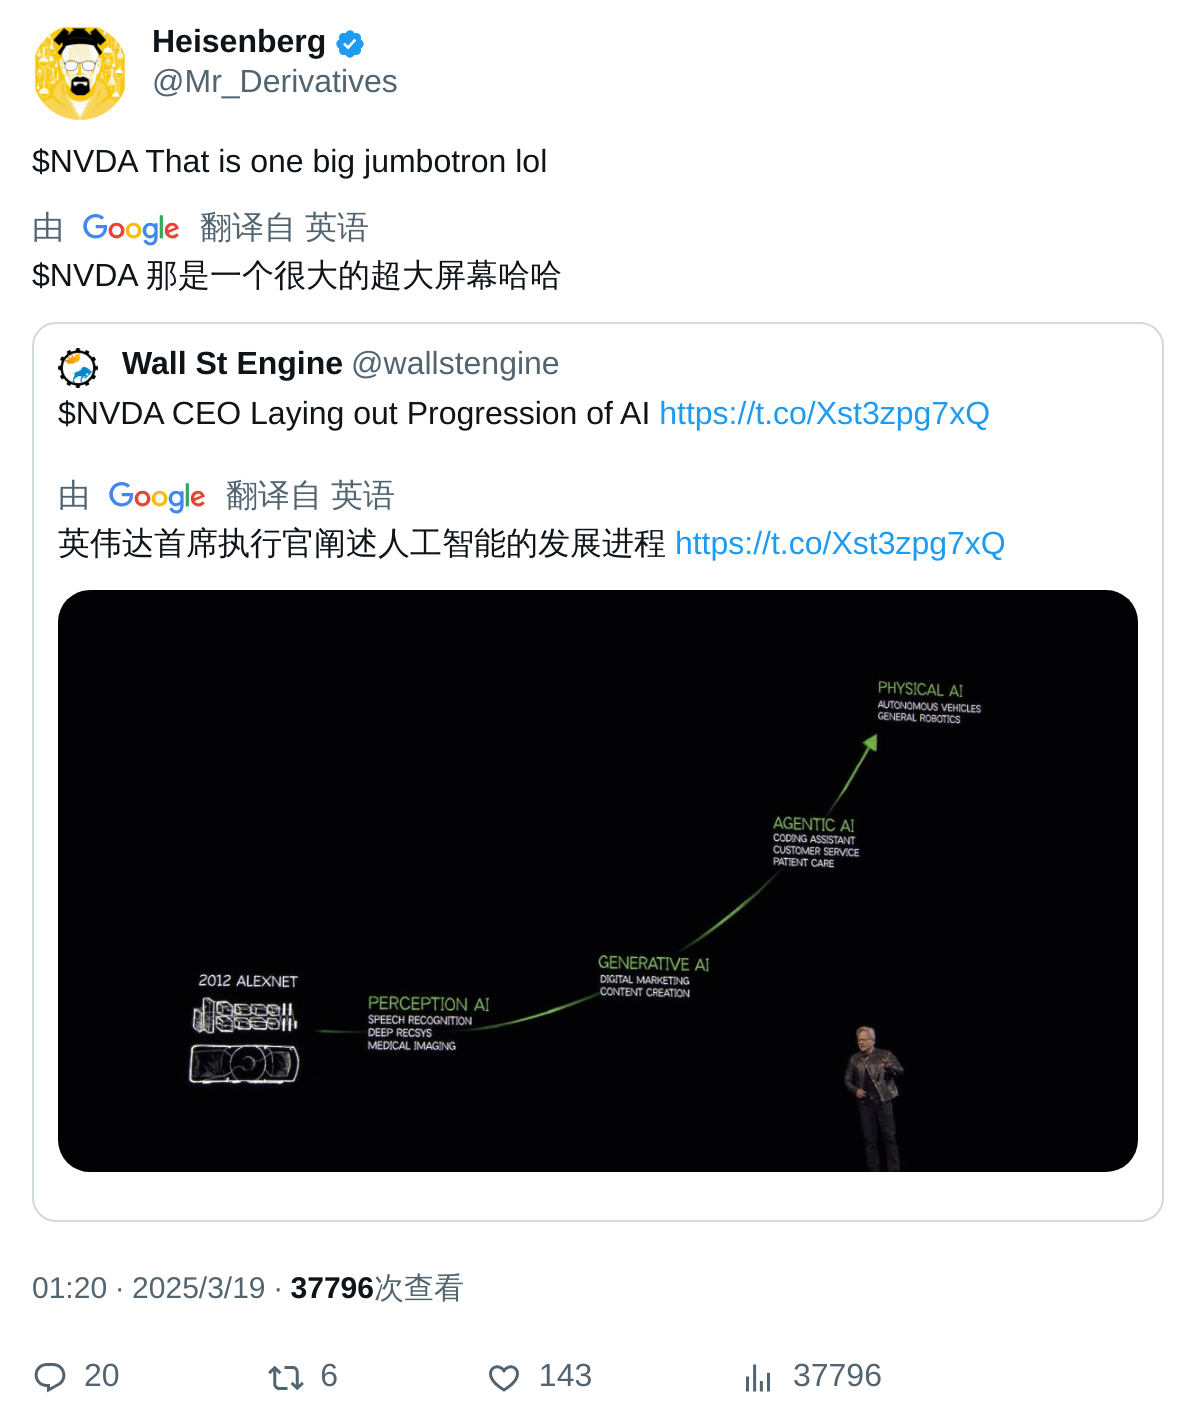 Heisenberg
@Mr_Derivatives
$NVDA That is one big jumbotron lol
由 Google 翻译自 英语
$NVDA 那是一个很大的超大屏幕哈哈
Wall St Engine @wallstengine
$NVDA CEO Laying out Progression of AI https://t.co/Xst3zpg7xQ
由 Google 翻译自 英语
英伟达首席执行官阐述人工智能的发展进程 https://t.co/Xst3zpg7xQ
PHYSICAL AI
AUTONOMOUS VEHICLES
GENERAL ROBOTICS
AGENTIC AI
CODING ASSISTANT
CUSTOMER SERVICE
PATIENT CARE
GENERATIVE AI
DIGITAL MARKETING
CONTENT CREATION
2012 ALEXNET
PERCEPTION AI
SPEECH RECOGNITION
DEEP RECSYS
MEDICAL IMAGING
01:20 · 2025/3/19 · 37796次查看
20 6 143 37796